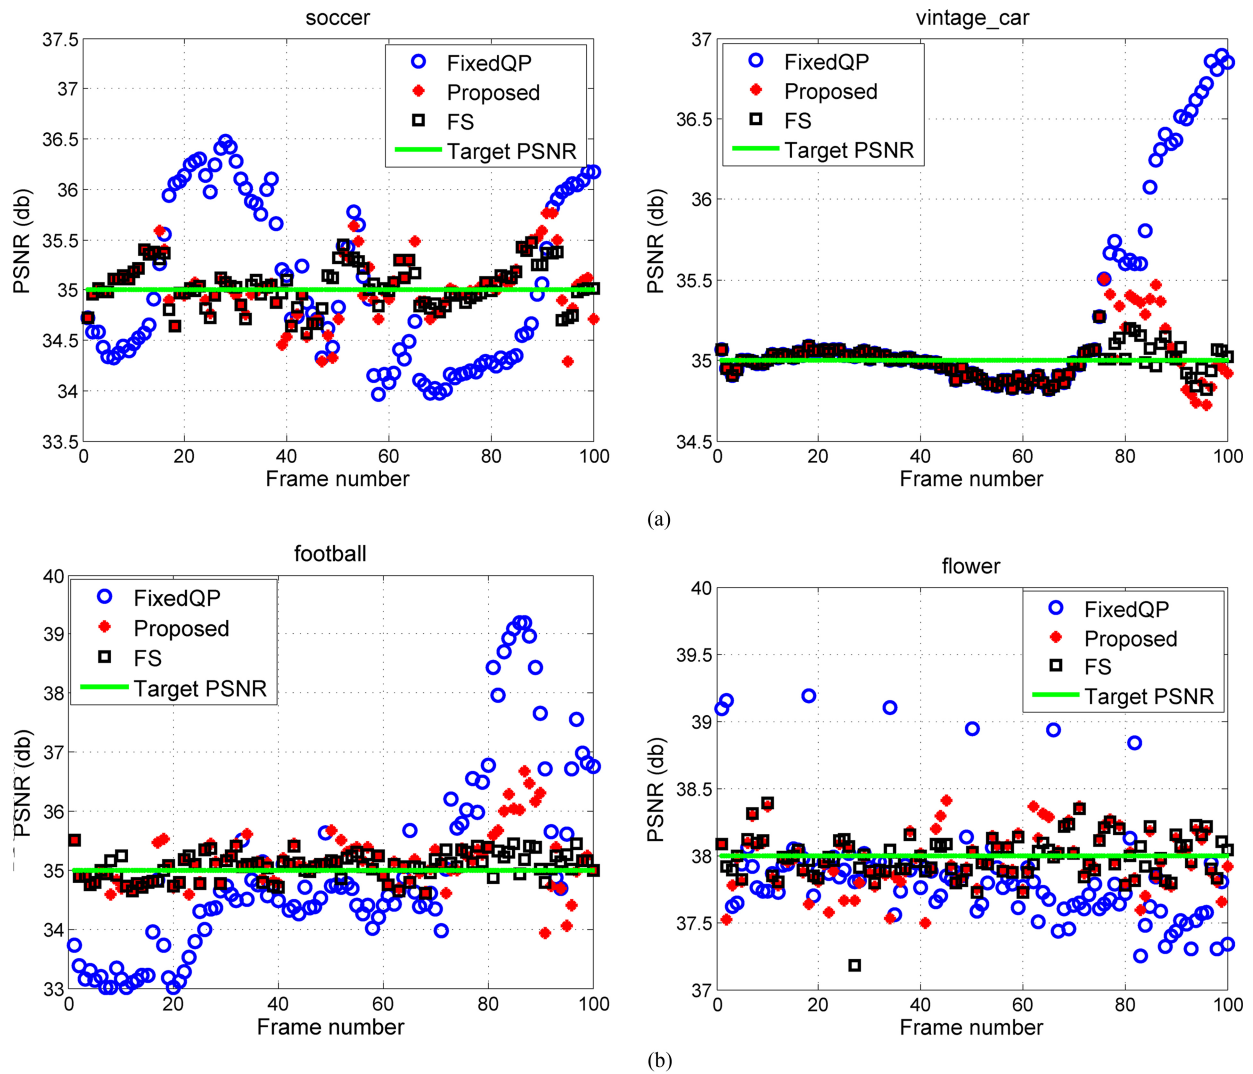 soccer
37.5
37
36.5
36
35.5
35
34.5
34
33.5
0
20
40
60
80
100
PSNR (db)
Frame number
FixedQP
Proposed
FS
Target PSNR
vintage_car
37
36.5
36
35.5
35
34.5
0
20
40
60
80
100
PSNR (db)
Frame number
FixedQP
Proposed
FS
Target PSNR
(a)
football
40
39
38
37
36
35
34
33
0
20
40
60
80
100
PSNR (db)
Frame number
FixedQP
Proposed
FS
Target PSNR
flower
40
39.5
39
38.5
38
37.5
37
0
20
40
60
80
100
PSNR (db)
Frame number
FixedQP
Proposed
FS
Target PSNR
(b)